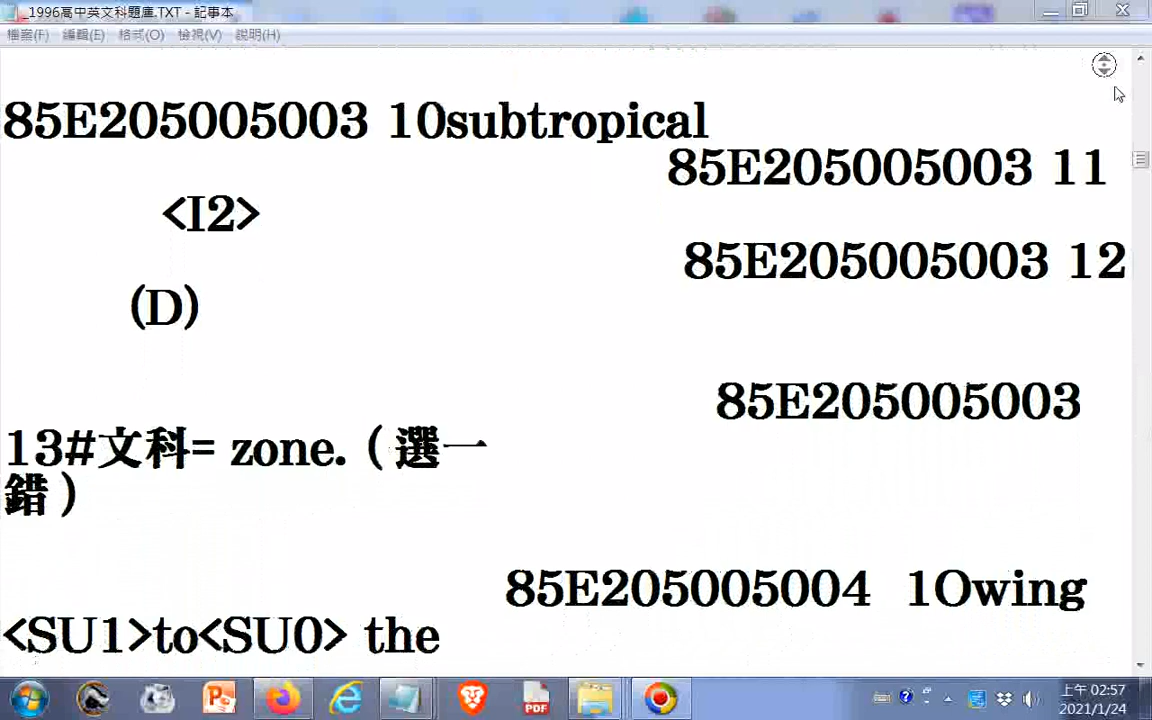 _1996高中英文科題庫.TXT - 記事本
檔案(F) 編輯(E) 格式(O) 檢視(V) 說明(H)
85E205005003 10subtropical
85E205005003 11
<I2>
85E205005003 12
(D)
85E205005003
13#文科= zone.（選一
錯）
85E205005004 1Owing
<SU1>to<SU0> the
PDF
上午 02:57
2021/1/24